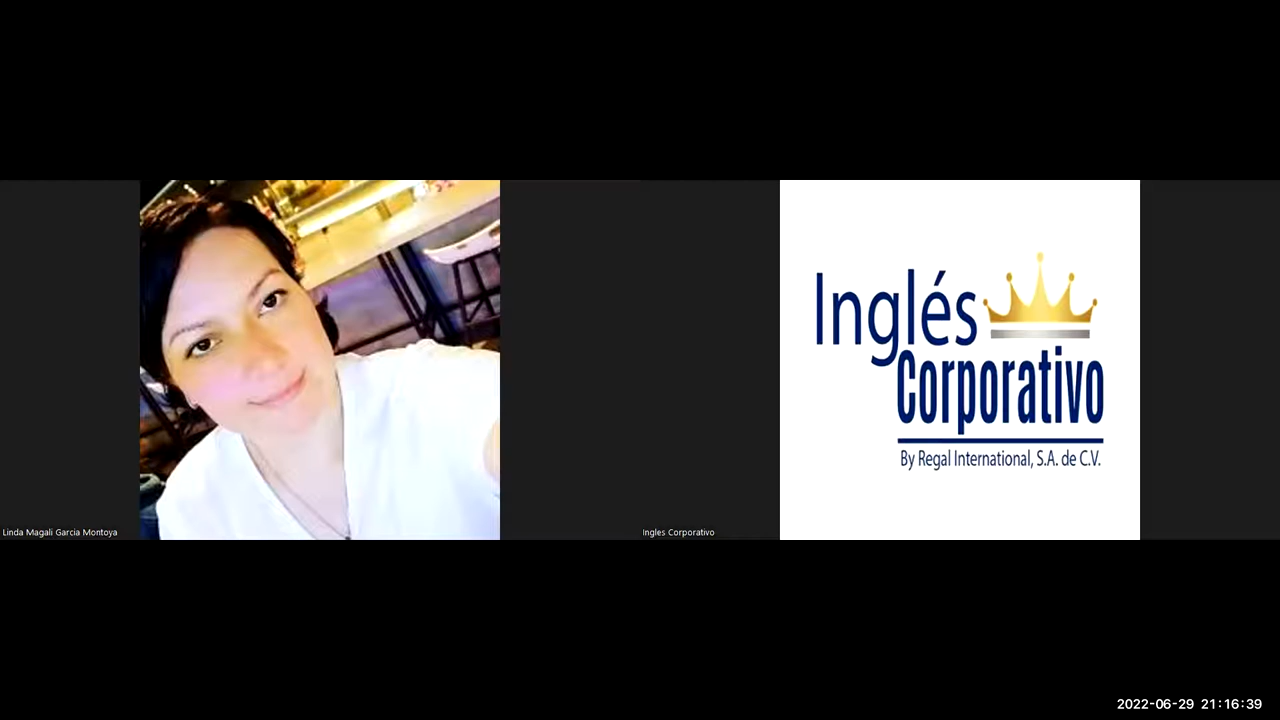 Inglés
Corporativo
By Regal International, S.A. de C.V.
Linda Magali Garcia Montoya
Ingles Corporativo
2022-06-29 21:16:39